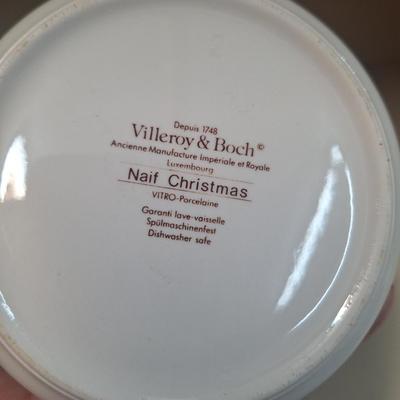 Depuis 1748
Villeroy & Boch©
Ancienne Manufacture Impériale et Royale
Luxembourg
Naif Christmas
VITRO-Porcelaine
Garanti lave-vaisselle
Spülmaschinenfest
Dishwasher safe